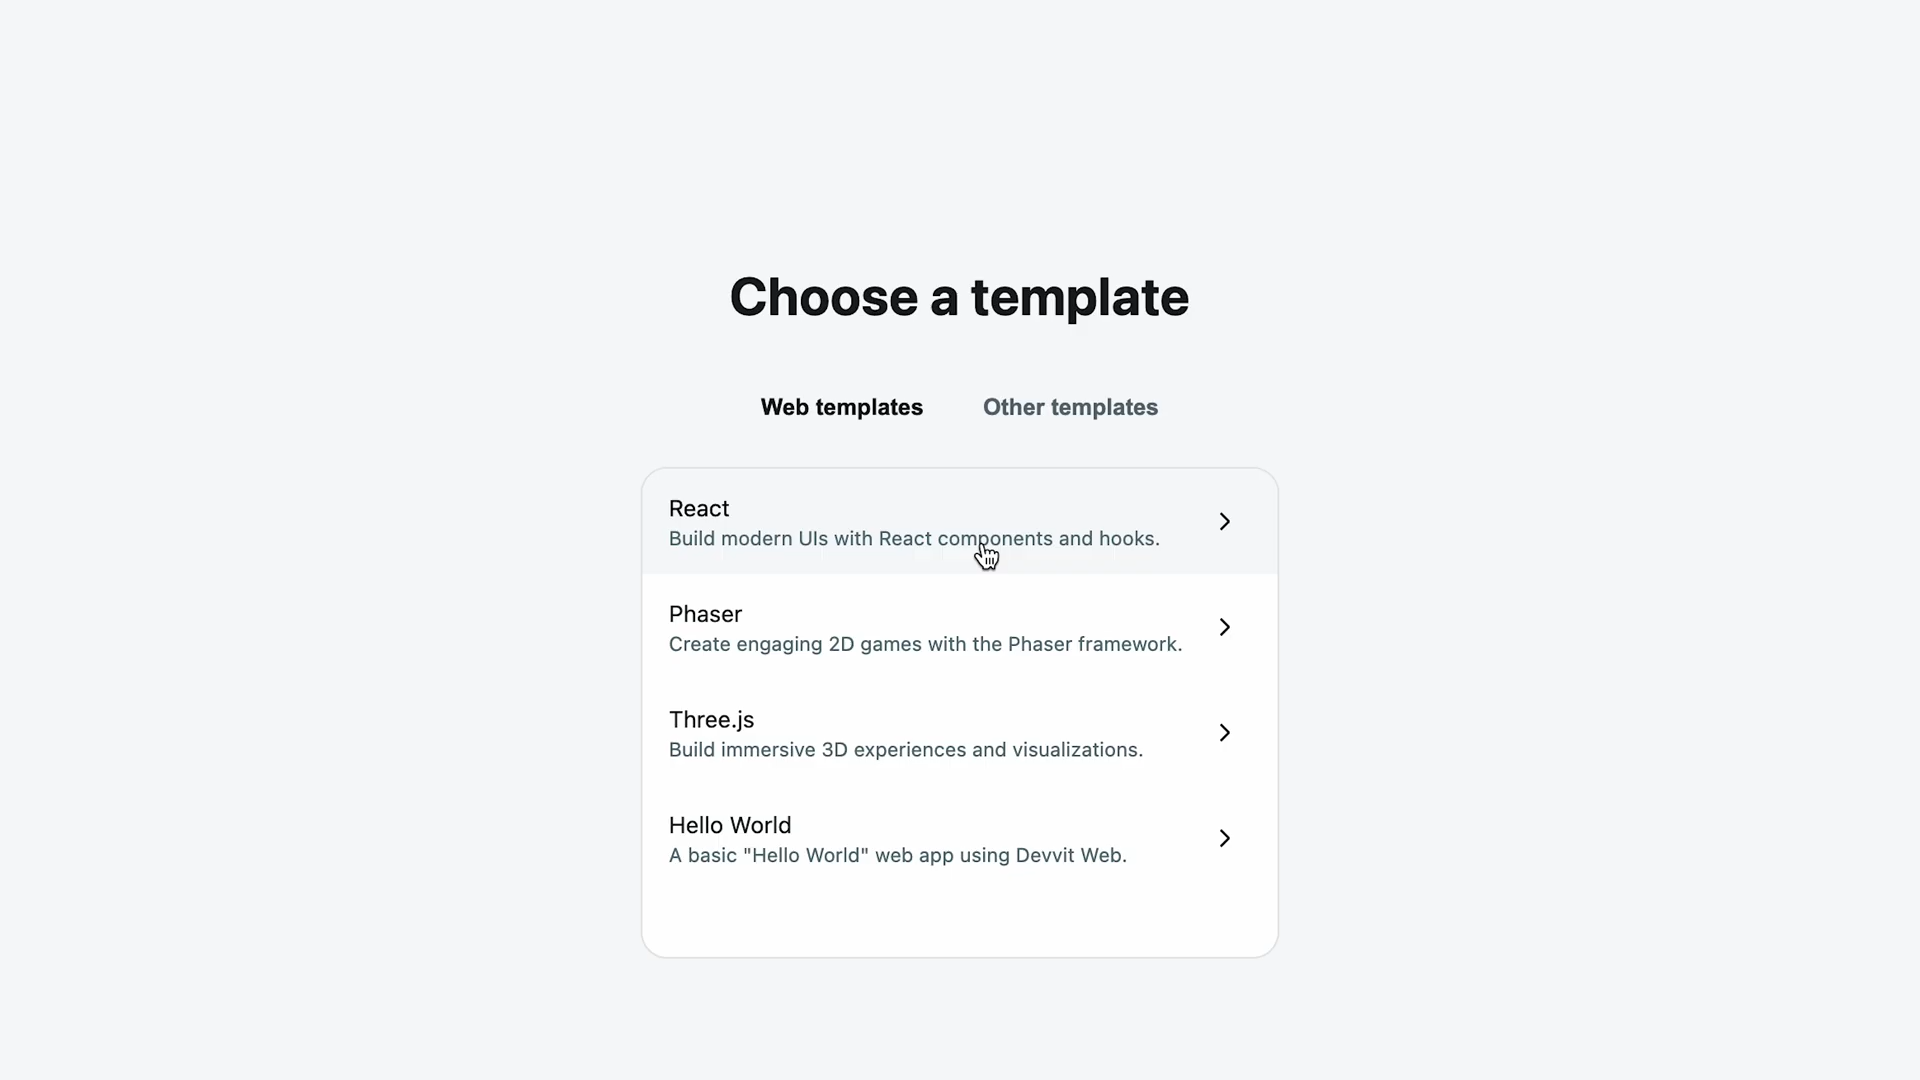 Choose a template
Web templates
Other templates
React
Build modern UIs with React components and hooks.
Phaser
Create engaging 2D games with the Phaser framework.
Three.js
Build immersive 3D experiences and visualizations.
Hello World
A basic "Hello World" web app using Devvit Web.